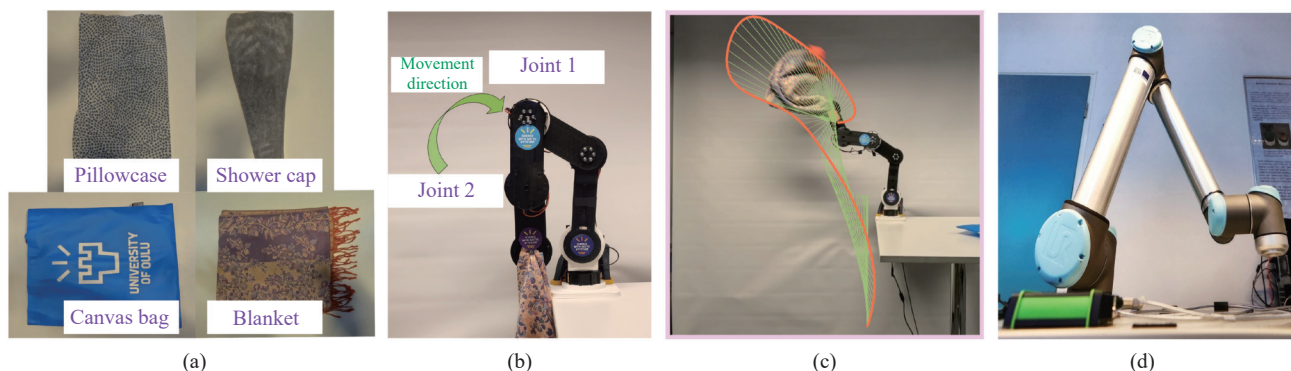 Pillowcase
Shower cap
UNIVERSITY
OF OULU
Canvas bag
Blanket
Movement
direction
Joint 1
Joint 2
(a)
(b)
(c)
(d)